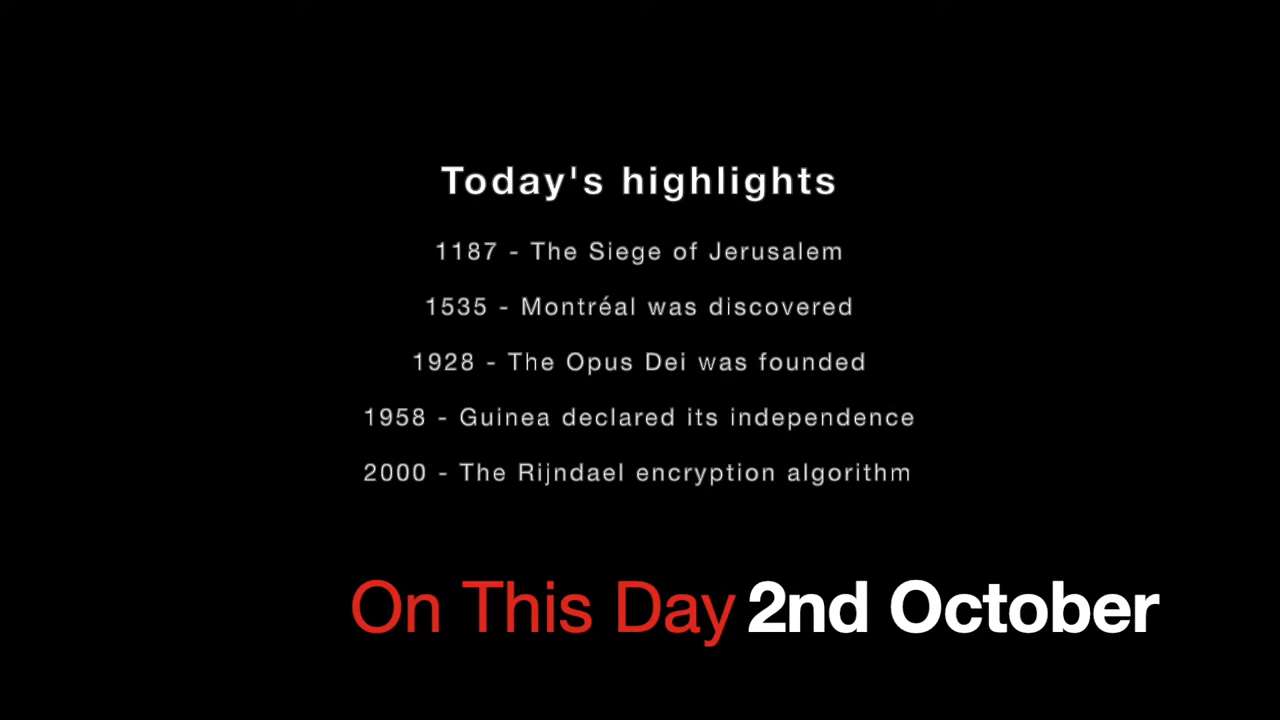 Today's highlights
1187 - The Siege of Jerusalem
1535 - Montréal was discovered
1928 - The Opus Dei was founded
1958 - Guinea declared its independence
2000 - The Rijndael encryption algorithm
On This Day 2nd October